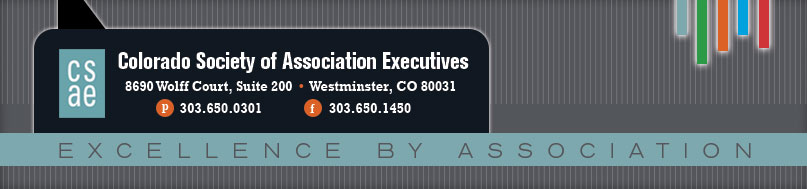 cs
ae
Colorado Society of Association Executives
8690 Wolff Court, Suite 200 • Westminster, CO 80031
p 303.650.0301 f 303.650.1450
EXCELLENCE BY ASSOCIATION